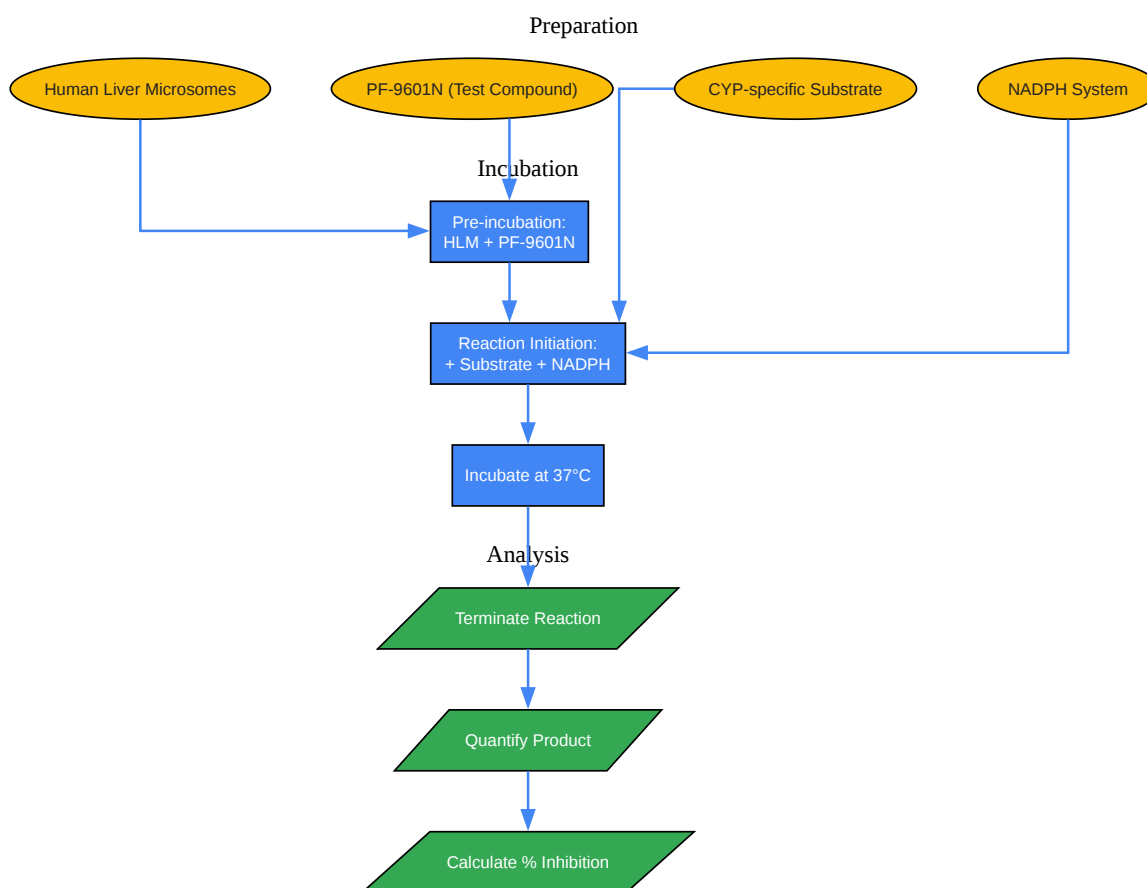 Preparation
Human Liver Microsomes
PF-9601N (Test Compound)
CYP-specific Substrate
NADPH System
Incubation
Pre-incubation:
HLM + PF-9601N
Reaction Initiation:
+ Substrate + NADPH
Incubate at 37°C
Analysis
Terminate Reaction
Quantify Product
Calculate % Inhibition